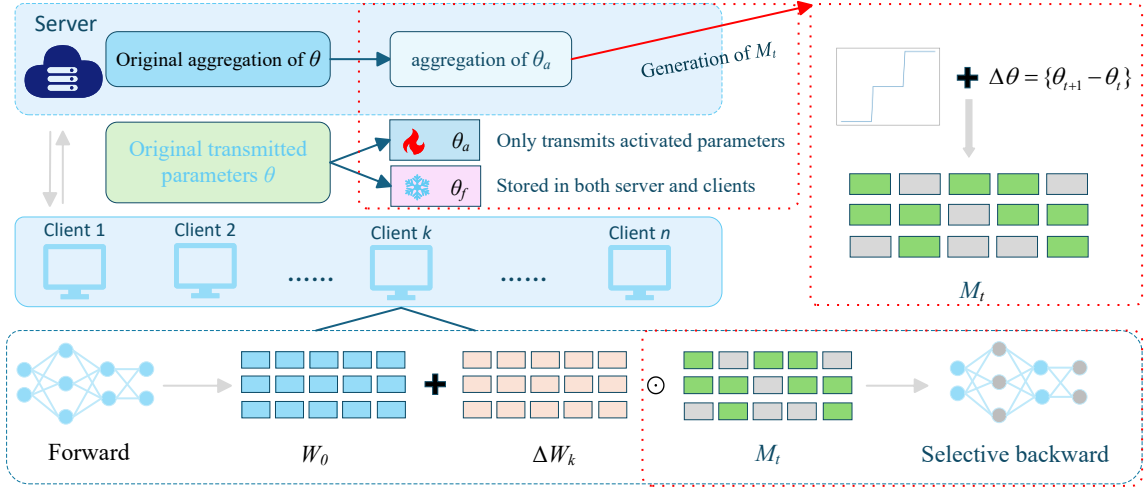 Server
Original aggregation of θ
aggregation of θa
Generation of Mt
Δθ = {θt+1 − θt}
Original transmitted
parameters θ
θa
Only transmits activated parameters
θf
Stored in both server and clients
Mt
Client 1
Client 2
......
Client k
......
Client n
Forward
W0
ΔWk
⊙
Mt
Selective backward